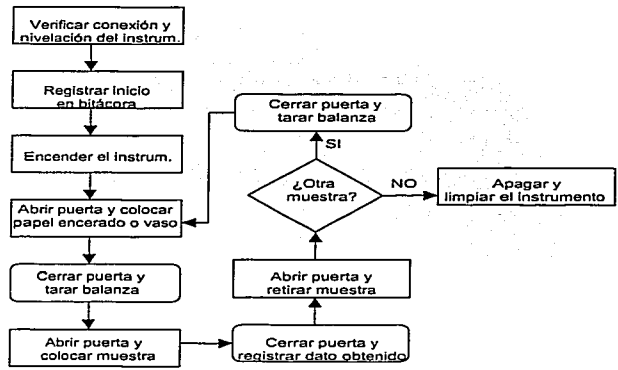 Verificar conexión y
nivelación del instrum.
Registrar inicio
en bitácora
Encender el instrum.
Abrir puerta y colocar
papel encerado o vaso
Cerrar puerta y
tarar balanza
Abrir puerta y
colocar muestra
Cerrar puerta y
registrar dato obtenido
Abrir puerta y
retirar muestra
¿Otra
muestra?
SI
Cerrar puerta y
tarar balanza
NO
Apagar y
limpiar el instrumento